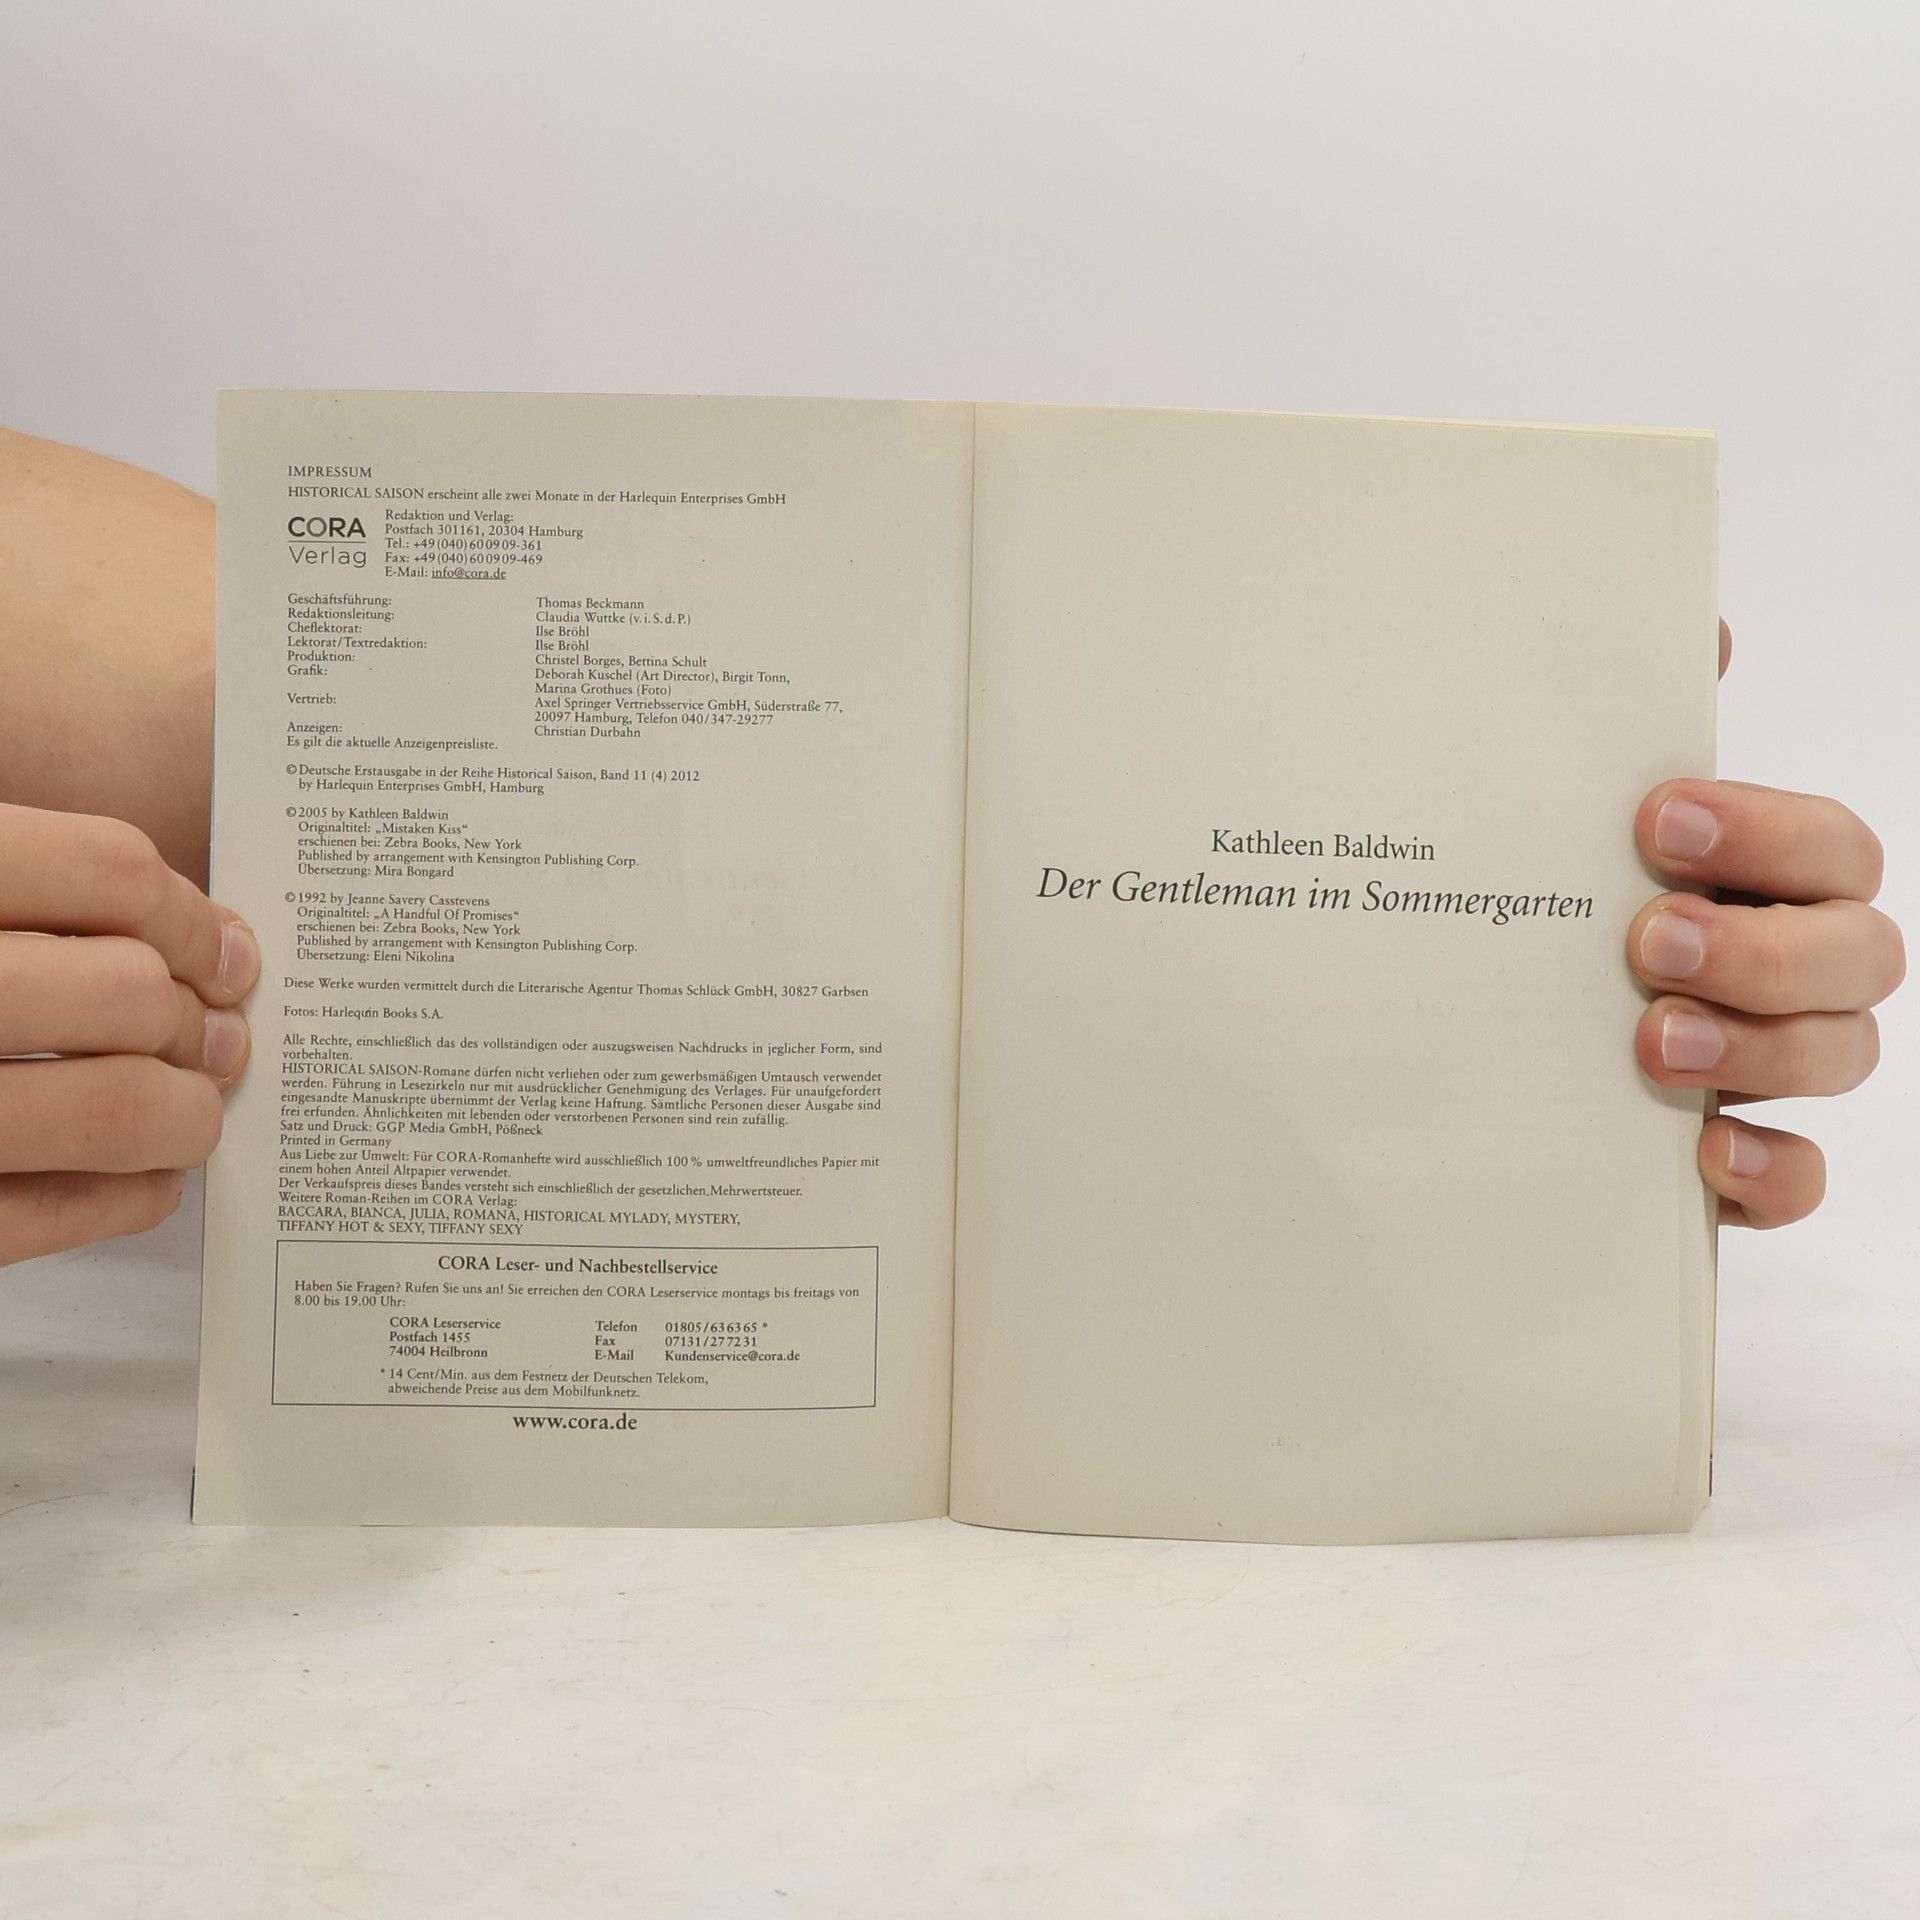 IMPRESSUM
HISTORICAL SAISON erscheint alle zwei Monate in der Harlequin Enterprises GmbH
CORA
Verlag
Redaktion und Verlag:
Postfach 301161, 20304 Hamburg
Tel.: +49(040)600909-361
Fax: +49(040)600909-469
E-Mail: info@cora.de
Geschäftsführung: Thomas Beckmann
Redaktionsleitung: Claudia Wuttke (v.i.S.d.P.)
Cheflektorat: Ilse Bröhl
Lektorat/Textredaktion: Ilse Bröhl
Produktion: Christel Borges, Bettina Schult
Grafik: Deborah Kuschel (Art Director), Birgit Tonn,
Marina Grothues (Foto)
Vertrieb: Axel Springer Vertriebsservice GmbH, Süderstraße 77,
20097 Hamburg, Telefon 040/347-29277
Anzeigen: Christian Durbahn
Es gilt die aktuelle Anzeigenpreisliste.
© Deutsche Erstausgabe in der Reihe Historical Saison, Band 11 (4) 2012
by Harlequin Enterprises GmbH, Hamburg
© 2005 by Kathleen Baldwin
Originaltitel: „Mistaken Kiss“
erschienen bei: Zebra Books, New York
Published by arrangement with Kensington Publishing Corp.
Übersetzung: Mira Bongard
© 1992 by Jeanne Savery Casstevens
Originaltitel: „A Handful Of Promises“
erschienen bei: Zebra Books, New York
Published by arrangement with Kensington Publishing Corp.
Übersetzung: Eleni Nikolina
Diese Werke wurden vermittelt durch die Literarische Agentur Thomas Schlück GmbH, 30827 Garbsen
Fotos: Harlequin Books S.A.
Alle Rechte, einschließlich das des vollständigen oder auszugsweisen Nachdrucks in jeglicher Form, sind
vorbehalten.
HISTORICAL SAISON-Romane dürfen nicht verliehen oder zum gewerbsmäßigen Umtausch verwendet
werden. Führung in Lesezirkeln nur mit ausdrücklicher Genehmigung des Verlages. Für unaufgefordert
eingesandte Manuskripte übernimmt der Verlag keine Haftung. Sämtliche Personen dieser Ausgabe sind
frei erfunden. Ähnlichkeiten mit lebenden oder verstorbenen Personen sind rein zufällig.
Satz und Druck: GGP Media GmbH, Pößneck
Printed in Germany
Aus Liebe zur Umwelt: Für CORA-Romanhefte wird ausschließlich 100 % umweltfreundliches Papier mit
einem hohen Anteil Altpapier verwendet.
Der Verkaufspreis dieses Bandes versteht sich einschließlich der gesetzlichen Mehrwertsteuer.
Weitere Roman-Reihen im CORA Verlag:
BACCARA, BIANCA, JULIA, ROMANA, HISTORICAL MYLADY, MYSTERY,
TIFFANY HOT & SEXY, TIFFANY SEXY
CORA Leser- und Nachbestellservice
Haben Sie Fragen? Rufen Sie uns an! Sie erreichen den CORA Leserservice montags bis freitags von
8.00 bis 19.00 Uhr:
CORA Leserservice Telefon 01805/636365 *
Postfach 1455 Fax 07131/277231
74004 Heilbronn E-Mail Kundenservice@cora.de
* 14 Cent/Min. aus dem Festnetz der Deutschen Telekom,
abweichende Preise aus dem Mobilfunknetz.
www.cora.de
Kathleen Baldwin
Der Gentleman im Sommergarten